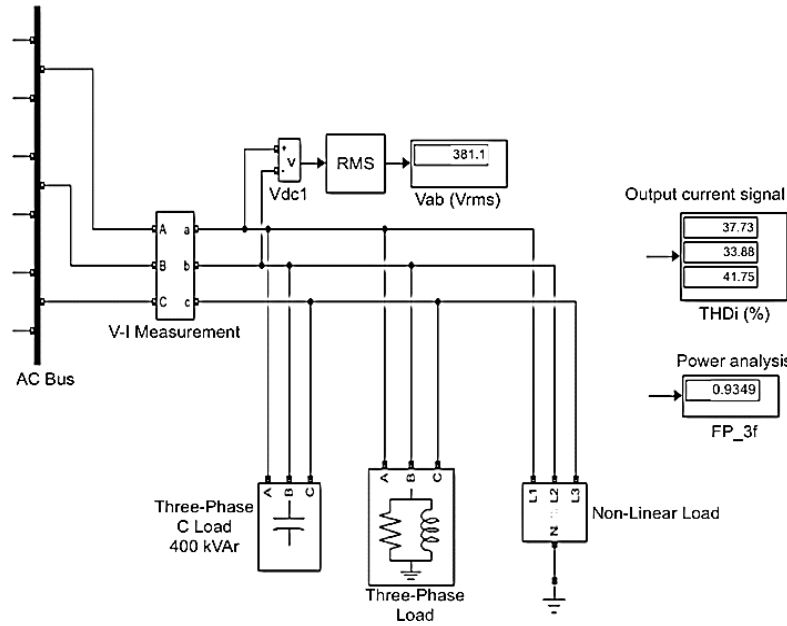 RMS
381.1
+
-
v
Vdc1
Vab (Vrms)
Output current signal
37.73
33.88
41.75
THDi (%)
A
a
B
b
C
c
V-I Measurement
AC Bus
Power analysis
0.9349
FP_3f
A
B
C
Three-Phase
C Load
400 kVAr
A
B
C
Three-Phase
Load
L1
L2
L3
N
Non-Linear Load